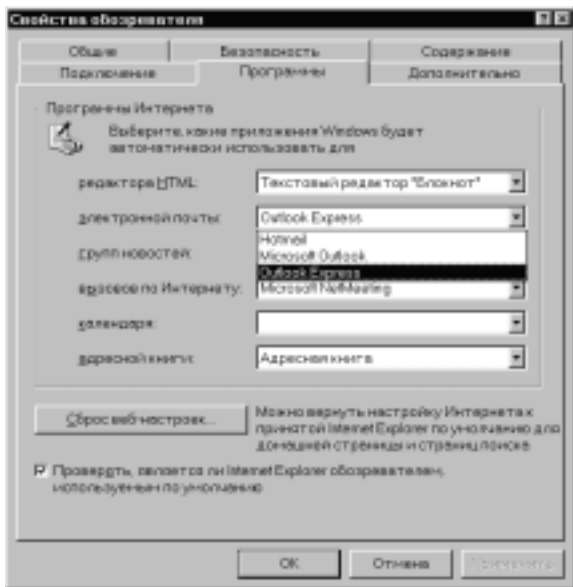 Свойства обозревателя
Общие
Безопасность
Содержание
Подключение
Программы
Дополнительно
Программы Интернета
Выберите, какие приложения Windows будет
автоматически использовать для
редактора HTML:
Текстовый редактор "Блокнот"
электронной почты:
Outlook Express
Hotmail
групп новостей:
Microsoft Outlook
Outlook Express
вызовов по Интернету:
Microsoft NetMeeting
календаря:
адресной книги:
Адресная книга
Сброс веб-настроек...
Можно вернуть настройку Интернета к
принятой Internet Explorer по умолчанию для
домашней страницы и страниц поиска
Проверять, является ли Internet Explorer обозревателем,
используемым по умолчанию
OK
Отмена
Применить